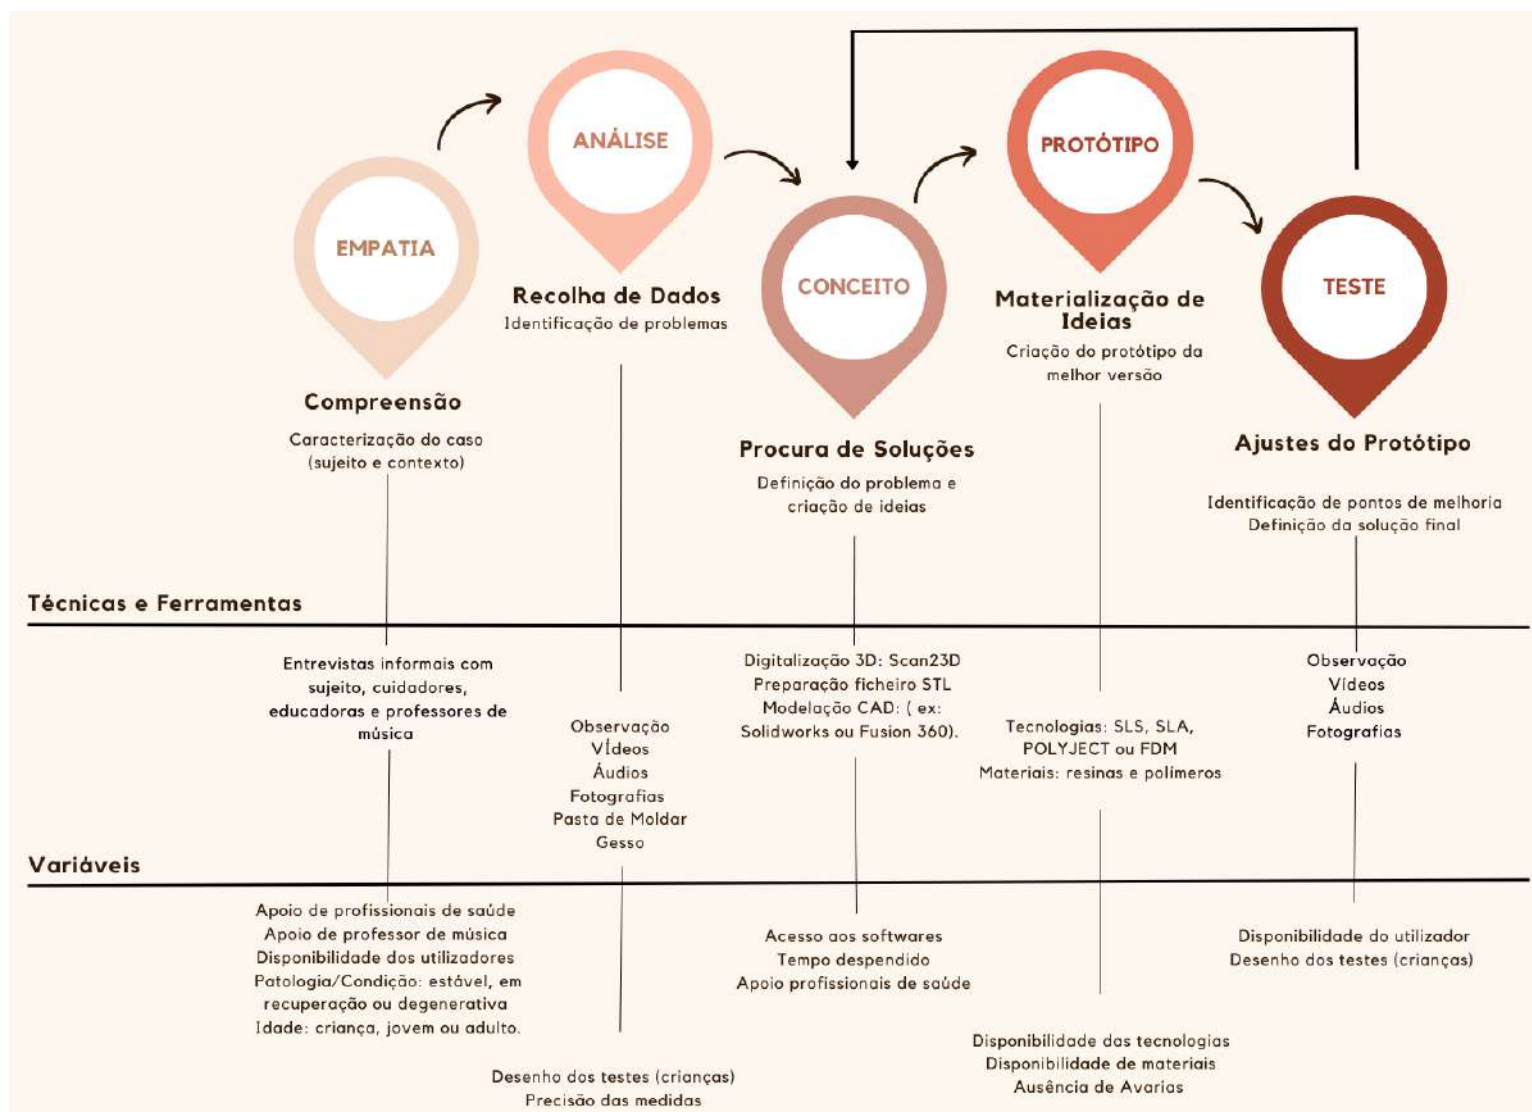 EMPATIA
Compreensão
Caracterização do caso
(sujeito e contexto)
ANÁLISE
Recolha de Dados
Identificação de problemas
CONCEITO
Procura de Soluções
Definição do problema e
criação de ideias
PROTÓTIPO
Materialização de
Ideias
Criação do protótipo da
melhor versão
TESTE
Ajustes do Protótipo
Identificação de pontos de melhoria
Definição da solução final
Técnicas e Ferramentas
Entrevistas informais com
sujeito, cuidadores,
educadoras e professores de
música
Observação
Vídeos
Áudios
Fotografias
Pasta de Moldar
Gesso
Digitalização 3D: Scan23D
Preparação ficheiro STL
Modelação CAD: ( ex:
Solidworks ou Fusion 360).
Tecnologias: SLS, SLA,
POLYJECT ou FDM
Materiais: resinas e polímeros
Observação
Vídeos
Áudios
Fotografias
Variáveis
Apoio de profissionais de saúde
Apoio de professor de música
Disponibilidade dos utilizadores
Patologia/Condição: estável, em
recuperação ou degenerativa
Idade: criança, jovem ou adulto.
Desenho dos testes (crianças)
Precisão das medidas
Acesso aos softwares
Tempo despendido
Apoio profissionais de saúde
Disponibilidade das tecnologias
Disponibilidade de materiais
Ausência de Avarias
Disponibilidade do utilizador
Desenho dos testes (crianças)